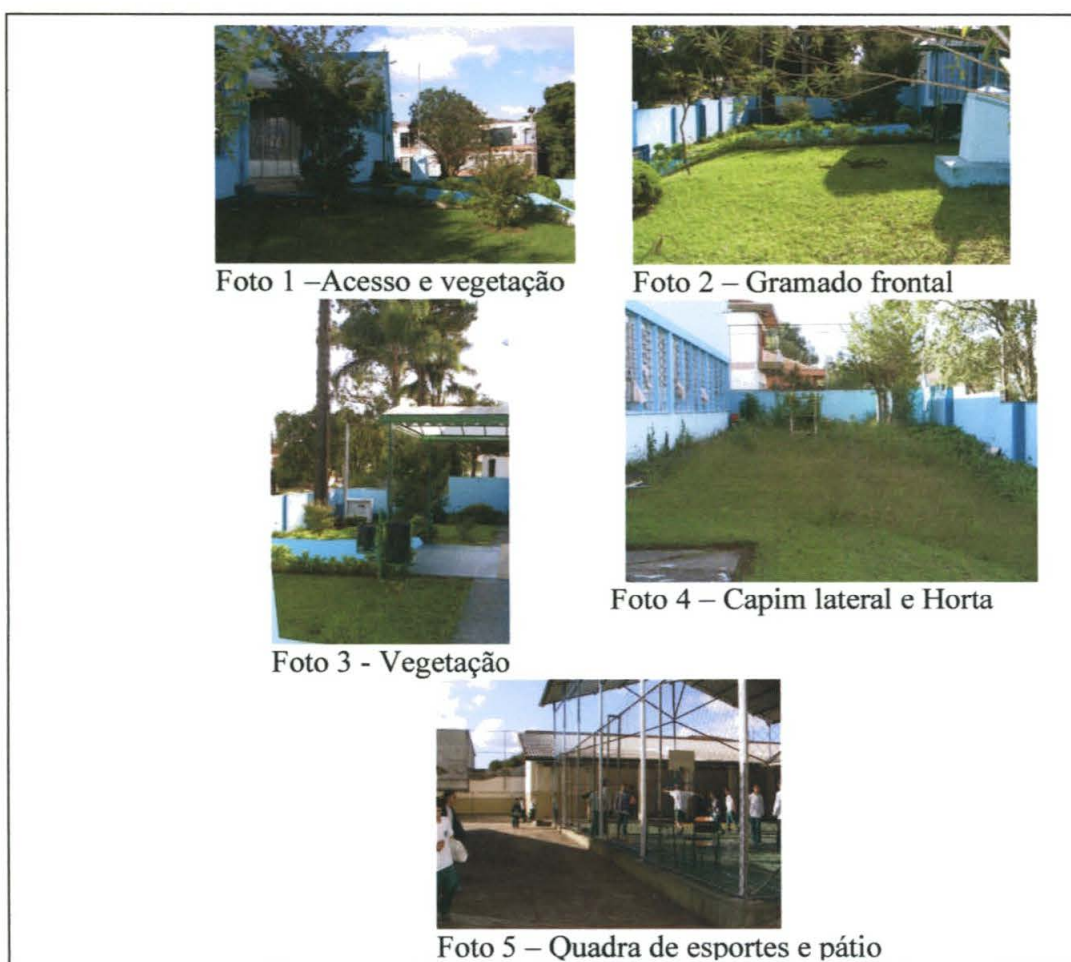 Foto 1 –Acesso e vegetação
Foto 2 – Gramado frontal
Foto 3 - Vegetação
Foto 4 – Capim lateral e Horta
Foto 5 – Quadra de esportes e pátio